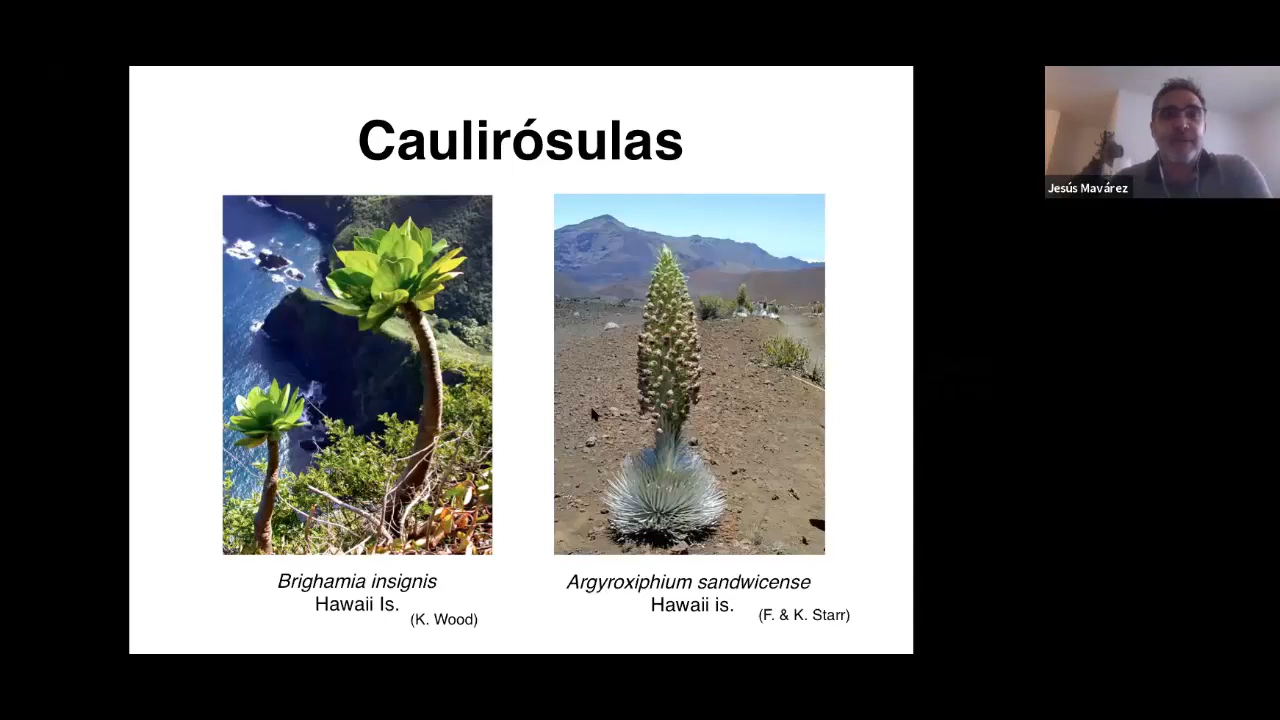 Caulirósulas
Jesús Mavárez
Brighamia insignis
Hawaii Is.
(K. Wood)
Argyroxiphium sandwicense
Hawaii is.
(F. & K. Starr)